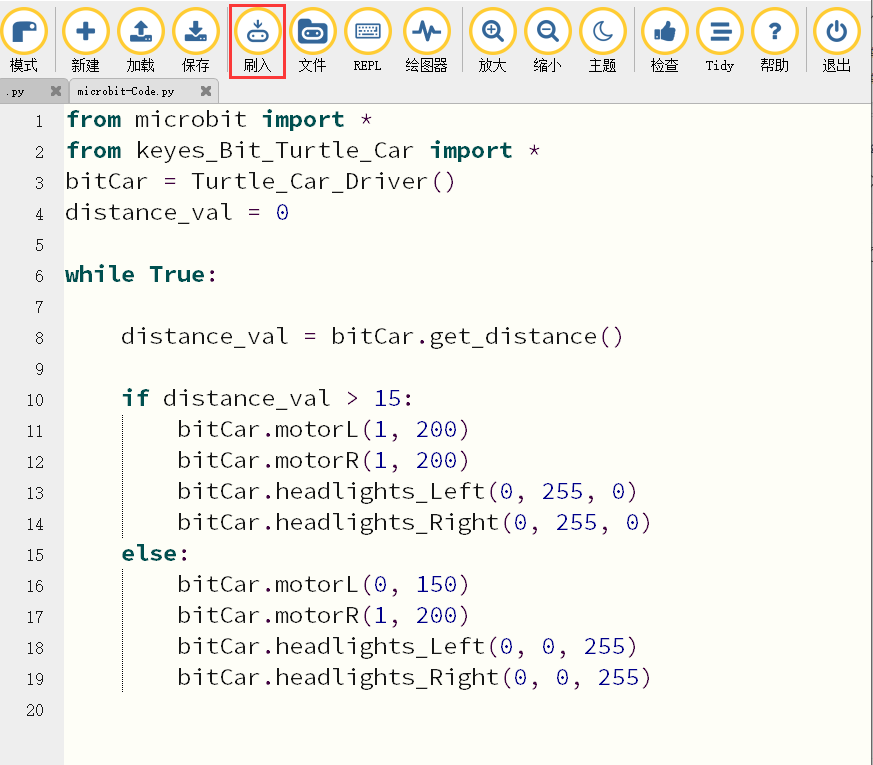 模式 新建 加载 保存 刷入 文件 REPL 绘图器 放大 缩小 主题 检查 Tidy 帮助 退出
.py microbit-Code.py
1 from microbit import *
2 from keyes_Bit_Turtle_Car import *
3 bitCar = Turtle_Car_Driver()
4 distance_val = 0
5
6 while True:
7
8 distance_val = bitCar.get_distance()
9
10 if distance_val > 15:
11 bitCar.motorL(1, 200)
12 bitCar.motorR(1, 200)
13 bitCar.headlights_Left(0, 255, 0)
14 bitCar.headlights_Right(0, 255, 0)
15 else:
16 bitCar.motorL(0, 150)
17 bitCar.motorR(1, 200)
18 bitCar.headlights_Left(0, 0, 255)
19 bitCar.headlights_Right(0, 0, 255)
20